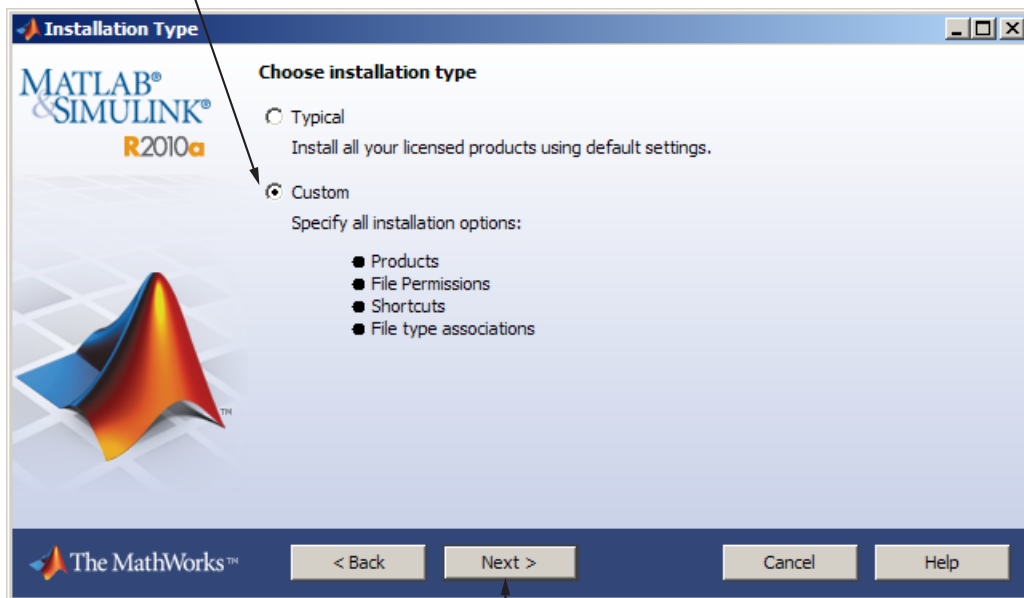 Installation Type
MATLAB®
&SIMULINK®
R2010a
Choose installation type
Typical
Install all your licensed products using default settings.
Custom
Specify all installation options:
Products
File Permissions
Shortcuts
File type associations
TM
The MathWorks™
< Back
Next >
Cancel
Help